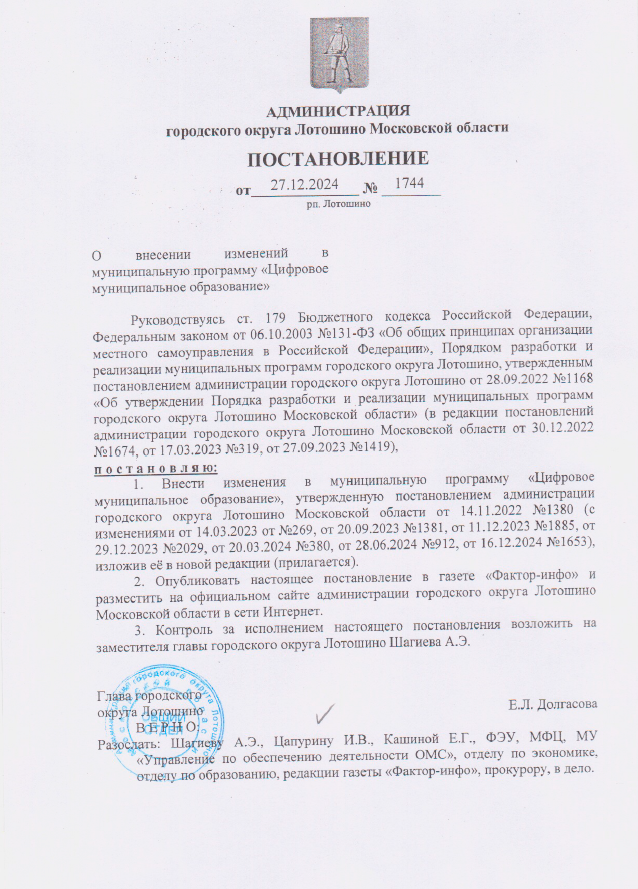 АДМИНИСТРАЦИЯ
городского округа Лотошино Московской области
ПОСТАНОВЛЕНИЕ
от 27.12.2024 № 1744
рп. Лотошино
О внесении изменений в
муниципальную программу «Цифровое
муниципальное образование»
Руководствуясь ст. 179 Бюджетного кодекса Российской Федерации,
Федеральным законом от 06.10.2003 №131-ФЗ «Об общих принципах организации
местного самоуправления в Российской Федерации», Порядком разработки и
реализации муниципальных программ городского округа Лотошино, утвержденным
постановлением администрации городского округа Лотошино от 28.09.2022 №1168
«Об утверждении Порядка разработки и реализации муниципальных программ
городского округа Лотошино Московской области» (в редакции постановлений
администрации городского округа Лотошино Московской области от 30.12.2022
№1674, от 17.03.2023 №319, от 27.09.2023 №1419),
п о с т а н о в л я ю:
1. Внести изменения в муниципальную программу «Цифровое
муниципальное образование», утвержденную постановлением администрации
городского округа Лотошино Московской области от 14.11.2022 №1380 (с
изменениями от 14.03.2023 от №269, от 20.09.2023 №1381, от 11.12.2023 №1885, от
29.12.2023 №2029, от 20.03.2024 №380, от 28.06.2024 №912, от 16.12.2024 №1653),
изложив её в новой редакции (прилагается).
2. Опубликовать настоящее постановление в газете «Фактор-инфо» и
разместить на официальном сайте администрации городского округа Лотошино
Московской области в сети Интернет.
3. Контроль за исполнением настоящего постановления возложить на
заместителя главы городского округа Лотошино Шагиева А.Э.
Глава городского
округа Лотошино Е.Л. Долгасова
В Е Р Н О:
ОБЩИЙ
ОТДЕЛ
Разослать: Шагиеву А.Э., Цапурину И.В., Кашиной Е.Г., ФЭУ, МФЦ, МУ
«Управление по обеспечению деятельности ОМС», отделу по экономике,
отделу по образованию, редакции газеты «Фактор-инфо», прокурору, в дело.